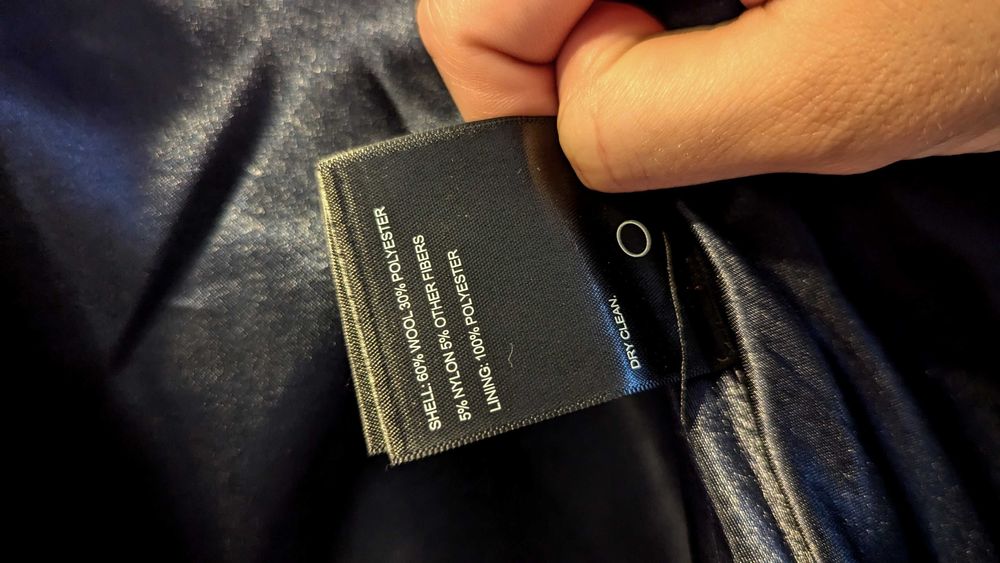 SHELL: 60% WOOL 30% POLYESTER
5% NYLON 5% OTHER FIBERS
LINING: 100% POLYESTER
DRY CLEAN.